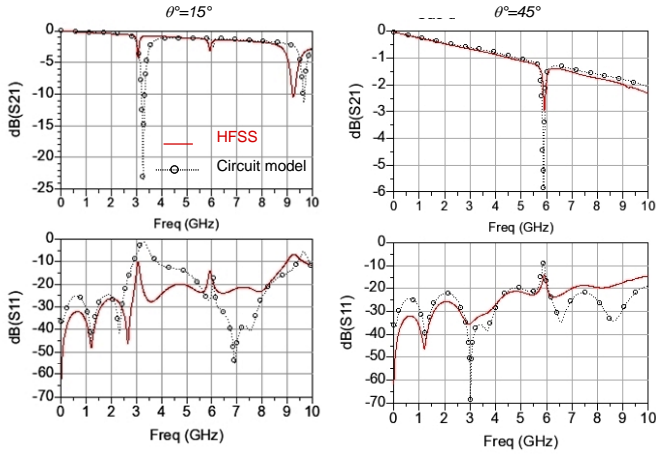 θ°=15°
θ°=45°
0
-5
-10
-15
-20
-25
dB(S21)
HFSS
Circuit model
0 1 2 3 4 5 6 7 8 9 10
Freq (GHz)
0
-1
-2
-3
-4
-5
-6
dB(S21)
0 1 2 3 4 5 6 7 8 9 10
Freq (GHz)
0
-10
-20
-30
-40
-50
-60
-70
dB(S11)
0 1 2 3 4 5 6 7 8 9 10
Freq (GHz)
0
-10
-20
-30
-40
-50
-60
-70
dB(S11)
0 1 2 3 4 5 6 7 8 9 10
Freq (GHz)